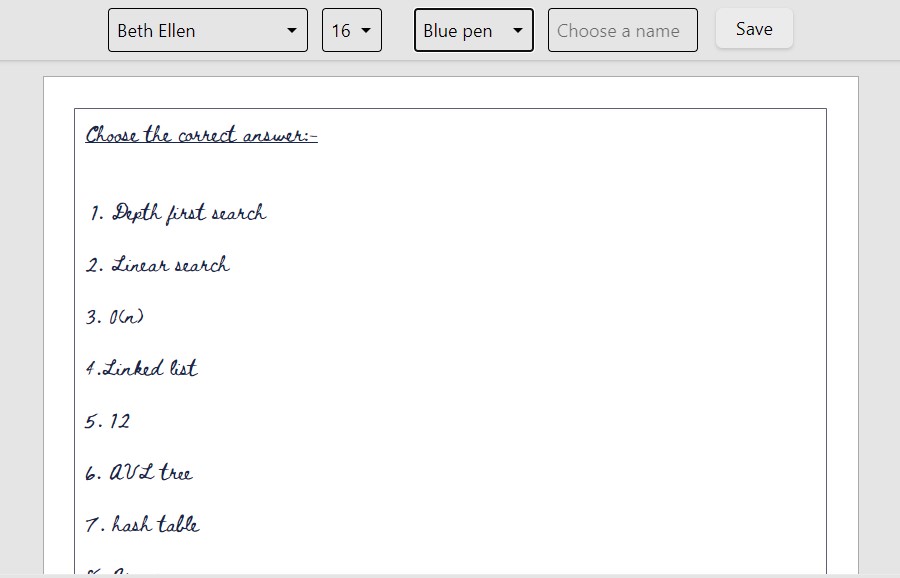 Beth Ellen 16 Blue pen Choose a name Save
Choose the correct answer:-
1. Depth first search
2. Linear search
3. O(n)
4.Linked list
5. 12
6. AVL tree
7. hash table